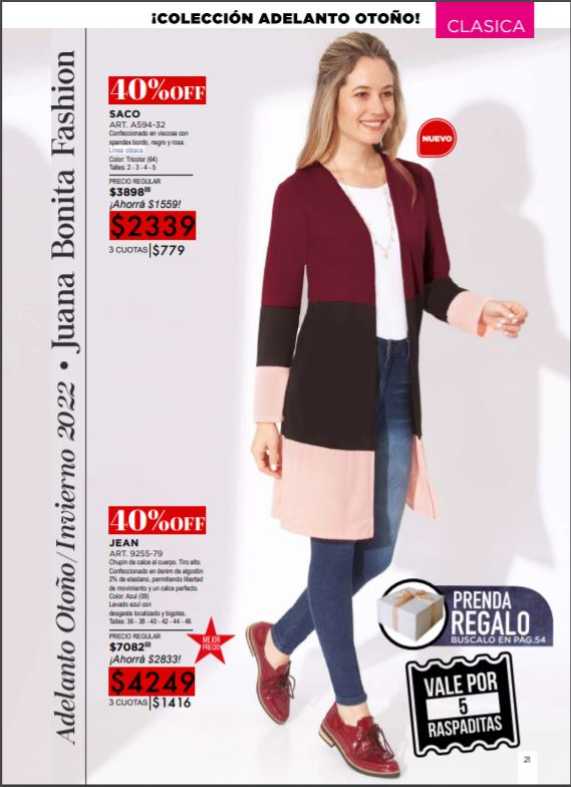 ¡COLECCIÓN ADELANTO OTOÑO!
CLASICA
Adelanto Otoño/Invierno 2022 • Juana Bonita Fashion
40%OFF
SACO
ART. A594-32
Confeccionado en viscosa con
spandex bordo, negro y rosa.
Línea clásica
Color: Tricolor (64)
Talles: 2 - 3 - 4 - 5
PRECIO REGULAR
$3898
¡Ahorrá $1559!
$2339
3 CUOTAS|$779
NUEVO
40%OFF
JEAN
ART. 9255-79
Chupin de calce al cuerpo. Tiro alto.
Confeccionado en denim de algodón
2% de elastano, permitiendo libertad
de movimiento y un calce perfecto.
Color: Azul (09)
Lavado azul con
desgaste localizado y bigotes.
Talles: 36 - 38 - 40 - 42 - 44 - 46
PRECIO REGULAR
$7082
¡Ahorrá $2833!
$4249
3 CUOTAS|$1416
MEJOR
PRECIO
PRENDA
REGALO
BUSCALO EN PAG.54
VALE POR
5
RASPADITAS
21